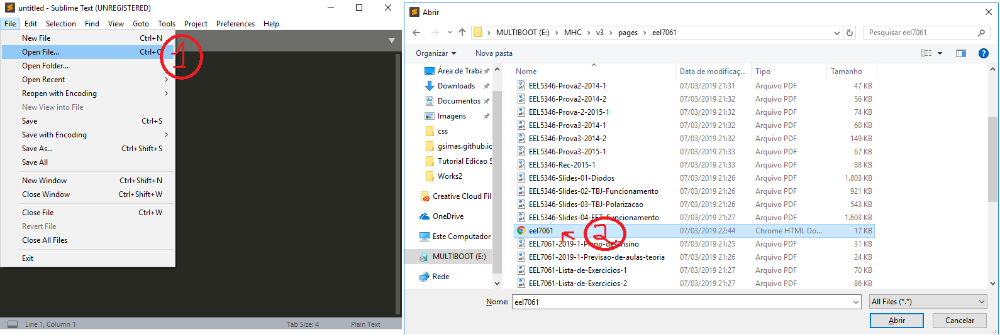 untitled - Sublime Text (UNREGISTERED)
File Edit Selection Find View Goto Tools Project Preferences Help
New File Ctrl+N
Open File... Ctrl+O
Open Folder...
Open Recent
Reopen with Encoding
New View into File
Save Ctrl+S
Save with Encoding
Save As... Ctrl+Shift+S
Save All
New Window Ctrl+Shift+N
Close Window Ctrl+Shift+W
Close File Ctrl+W
Revert File
Close All Files
Exit
1
Line 1, Column 1 Tab Size: 4 Plain Text
Abrir
MULTIBOOT (E:) MHC v3 pages eel7061
Pesquisar eel7061
Organizar Nova pasta
Área de Traba
Downloads
Documentos
Imagens
css
gsimas.github.ic
Tutorial Edicao S
Works2
Creative Cloud Fil
OneDrive
Este Computador
MULTIBOOT (E:)
Rede
Nome Data de modificaç... Tipo Tamanho
EEL5346-Prova2-2014-1 07/03/2019 21:31 Arquivo PDF 47 KB
EEL5346-Prova2-2014-2 07/03/2019 21:32 Arquivo PDF 56 KB
EEL5346-Prova-2-2015-1 07/03/2019 21:32 Arquivo PDF 74 KB
EEL5346-Prova3-2014-1 07/03/2019 21:32 Arquivo PDF 60 KB
EEL5346-Prova3-2014-2 07/03/2019 21:32 Arquivo PDF 149 KB
EEL5346-Prova3-2015-1 07/03/2019 21:33 Arquivo PDF 67 KB
EEL5346-Rec-2015-1 07/03/2019 21:33 Arquivo PDF 88 KB
EEL5346-Slides-01-Diodos 07/03/2019 21:26 Arquivo PDF 1.803 KB
EEL5346-Slides-02-TBJ-Funcionamento 07/03/2019 21:26 Arquivo PDF 921 KB
EEL5346-Slides-03-TBJ-Polarizacao 07/03/2019 21:26 Arquivo PDF 543 KB
EEL5346-Slides-04-FET-Funcionamento 07/03/2019 21:27 Arquivo PDF 1.603 KB
eel7061 07/03/2019 22:44 Chrome HTML Do... 17 KB
2
EEL7061-2019-1-Plano-desEnsino 07/03/2019 21:25 Arquivo PDF 31 KB
EEL7061-2019-1-Previsao-de-aulas-teoria 07/03/2019 21:26 Arquivo PDF 24 KB
EEL7061-Lista-de-Exercicios-1 07/03/2019 21:27 Arquivo PDF 70 KB
EEL7061-Lista-de-Exercicios-2 07/03/2019 21:27 Arquivo PDF 86 KB
Nome: eel7061 All Files (*.*)
Abrir Cancelar